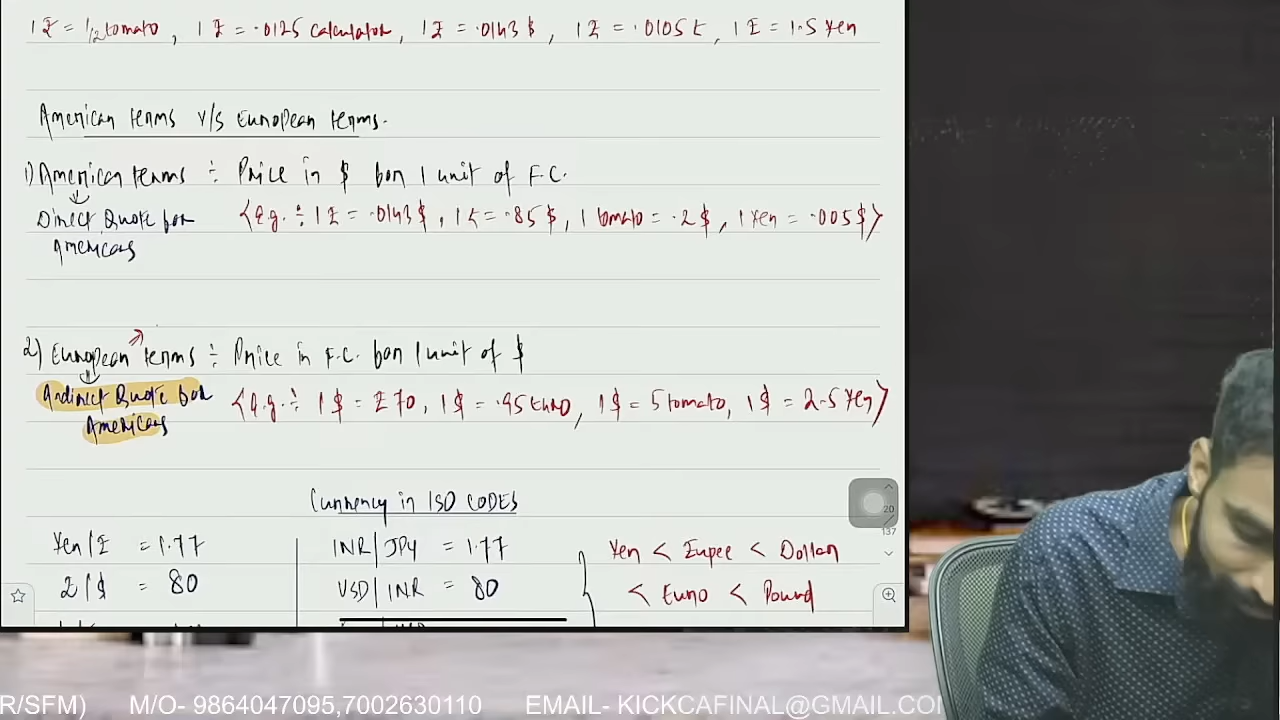 1 ₹ = 1/2 tomato, 1 ₹ = .0125 calculator, 1 ₹ = .0143 $, 1 ₹ = .0105 £, 1 ₹ = 1.5 Yen
American terms v/s European terms.
1) American terms ÷ Price in $ for 1 unit of F.C.
Direct Quote for Americans
<e.g. ÷ 1 ₹ = .0143 $, 1 £ = .85 $, 1 tomato = .2 $, 1 Yen = .005 $>
2) European terms ÷ Price in F.C. for 1 unit of $
Indirect Quote for Americans
<e.g. ÷ 1 $ = ₹ 70, 1 $ = .95 Euro, 1 $ = 5 tomato, 1 $ = 2.5 Yen>
Currency in ISO CODES
Yen/₹ = 1.77
INR/JPY = 1.77
Yen < Rupee < Dollar
₹/$ = 80
USD/INR = 80
< Euro < Pound
20
137
R/SFM) M/O- 9864047095,7002630110 EMAIL- KICKCAFINAL@GMAIL.CO